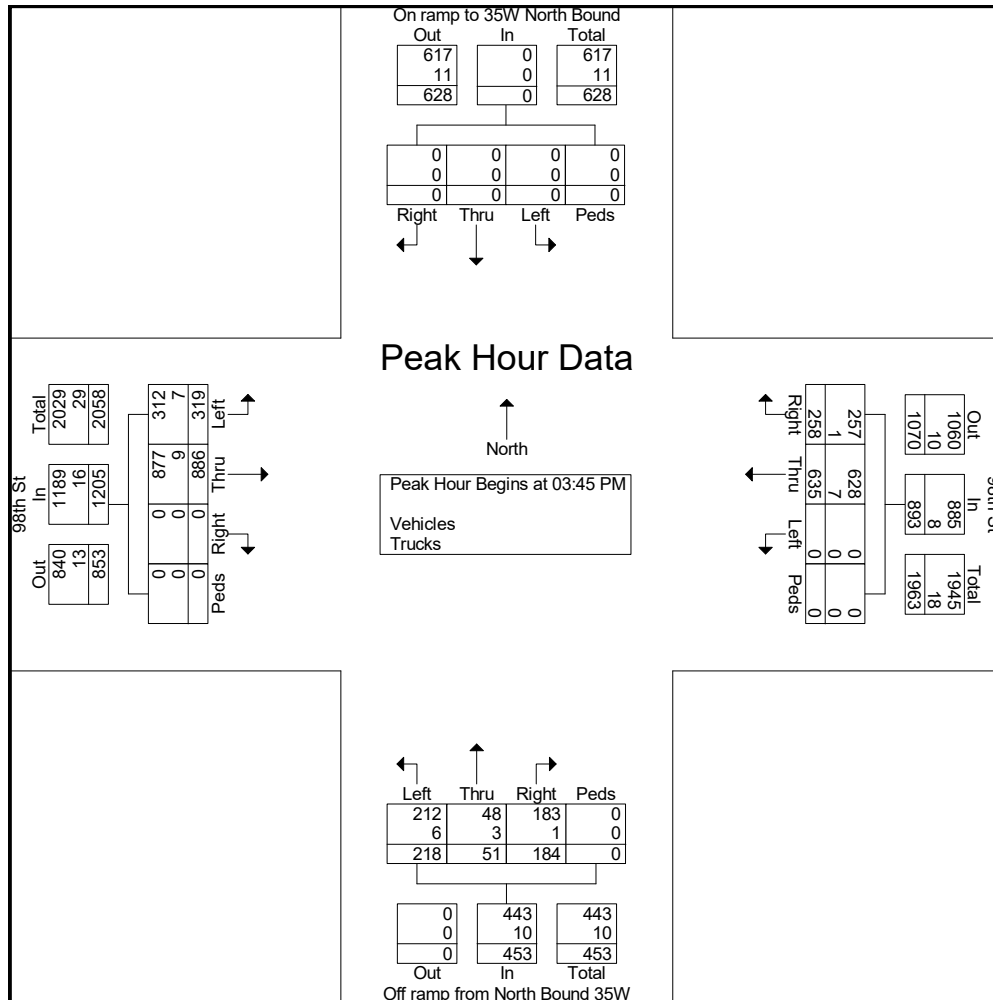 On ramp to 35W North Bound
Out In Total
617 0 617
11 0 11
628 0 628
0 0 0 0
0 0 0 0
0 0 0 0
Right Thru Left Peds
Peak Hour Data
North
Peak Hour Begins at 03:45 PM
Vehicles
Trucks
98th St
Total In Out
2029 1189 840
29 16 13
2058 1205 853
312 877 0 0
7 9 0 0
319 886 0 0
Left Thru Right Peds
Out In Total
1060 885 1945
10 8 18
1070 893 1963
257 628 0 0
1 7 0 0
258 635 0 0
Right Thru Left Peds
Left Thru Right Peds
212 48 183 0
6 3 1 0
218 51 184 0
0 443 443
0 10 10
0 453 453
Out In Total
Off ramp from North Bound 35W